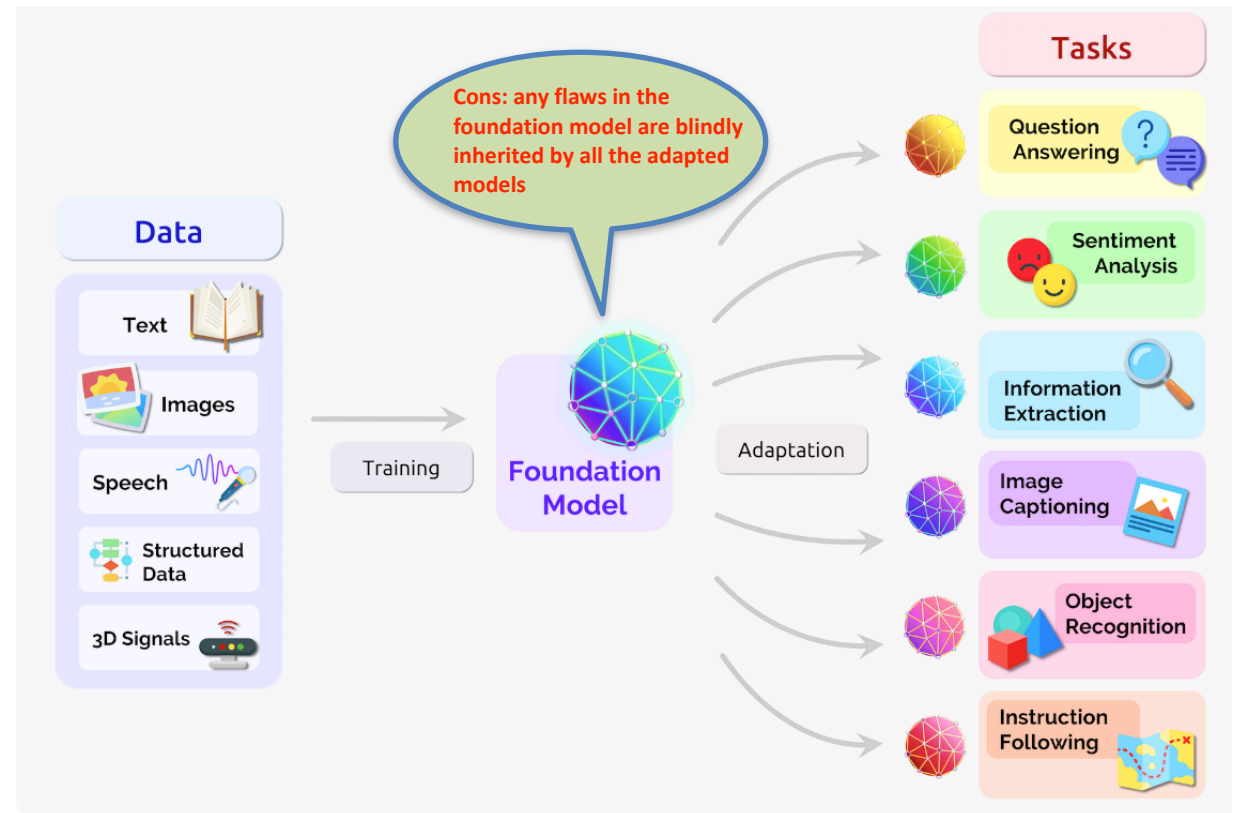 Tasks
Cons: any flaws in the
foundation model are blindly
inherited by all the adapted
models
Question
Answering
?
Data
Sentiment
Analysis
Text
Images
Information
Extraction
Training
Foundation
Model
Adaptation
Speech
Image
Captioning
Structured
Data
3D Signals
Object
Recognition
Instruction
Following